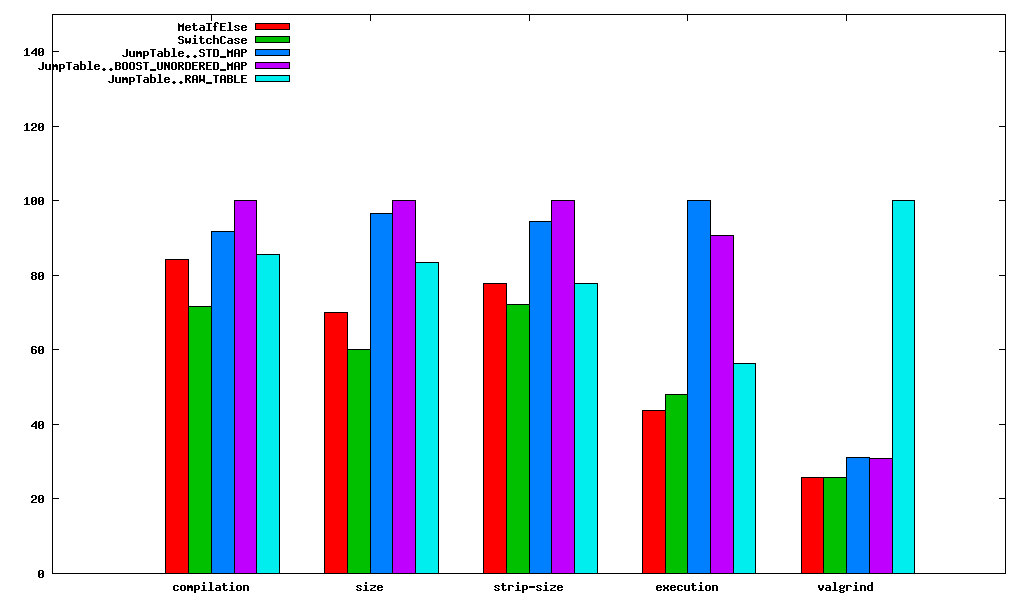 MetaIfElse
SwitchCase
JumpTable..STD_MAP
JumpTable..BOOST_UNORDERED_MAP
JumpTable..RAW_TABLE
140
120
100
80
60
40
20
0
compilation size strip-size execution valgrind